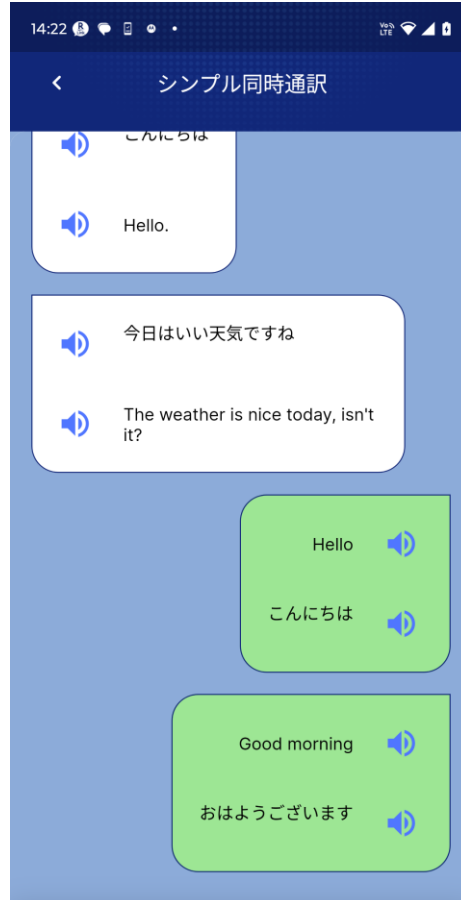 14:22
VoD LTE
シンプル同時通訳
こんにちは
Hello.
今日はいい天気ですね
The weather is nice today, isn't
it?
Hello
こんにちは
Good morning
おはようございます